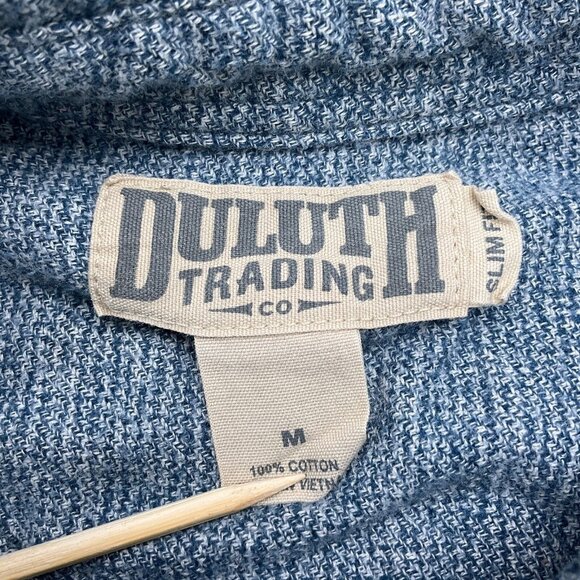 DULUTH
TRADING
CO
SLIM
M
100% COTTON